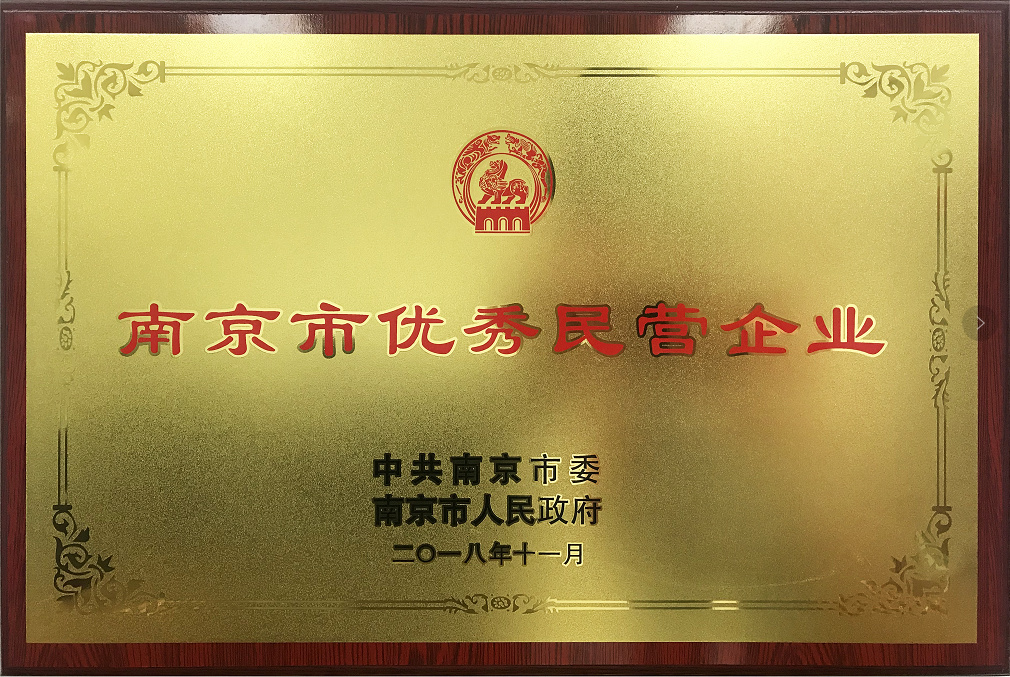 南京市优秀民营企业
中共南京市委
南京市人民政府
二〇一八年十一月